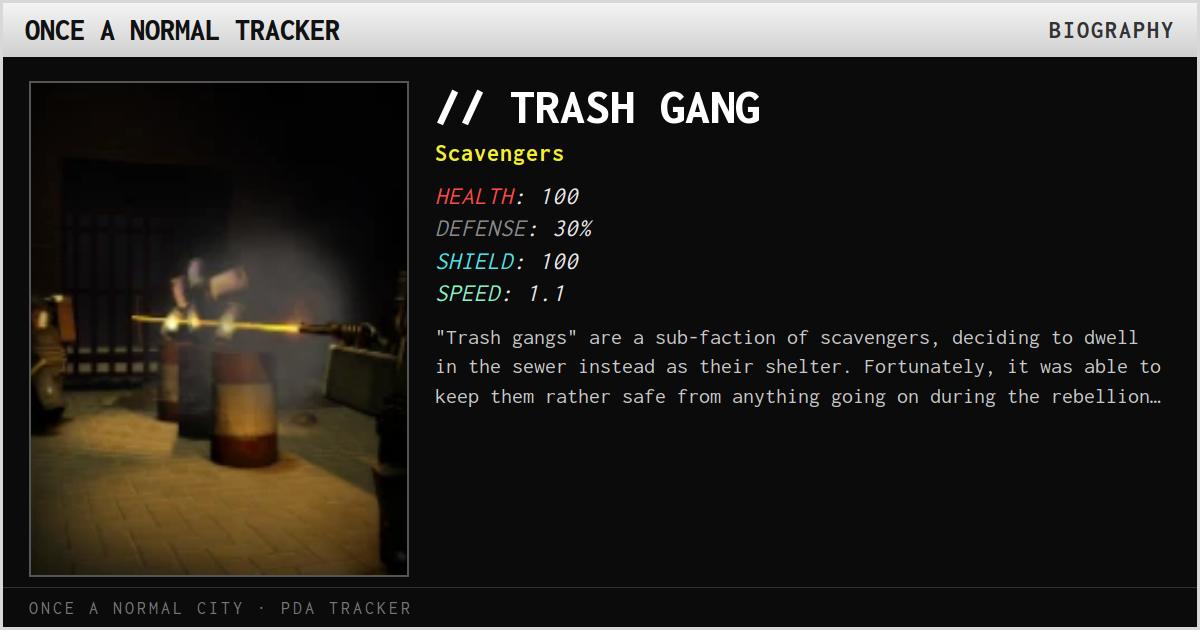 ONCE A NORMAL TRACKER
BIOGRAPHY
// TRASH GANG
Scavengers
HEALTH: 100
DEFENSE: 30%
SHIELD: 100
SPEED: 1.1
"Trash gangs" are a sub-faction of scavengers, deciding to dwell
in the sewer instead as their shelter. Fortunately, it was able to
keep them rather safe from anything going on during the rebellion…
ONCE A NORMAL CITY · PDA TRACKER